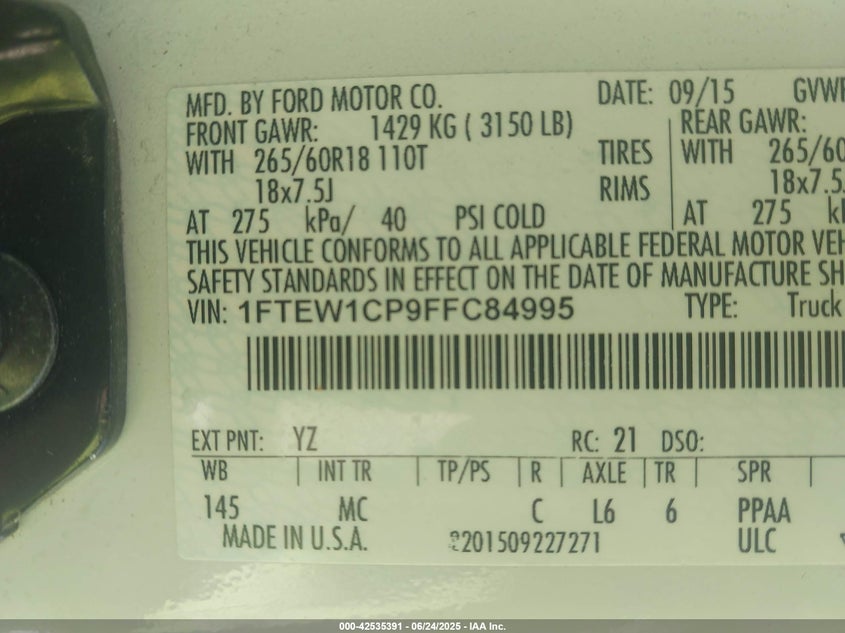 MFD. BY FORD MOTOR CO. DATE: 09/15
FRONT GAWR: 1429 KG ( 3150 LB) REAR GAWR:
WITH 265/60R18 110T TIRES WITH
18x7.5J RIMS 18x7.5J
AT 275 kPa/ 40 PSI COLD AT 275
THIS VEHICLE CONFORMS TO ALL APPLICABLE FEDERAL MOTOR
SAFETY STANDARDS IN EFFECT ON THE DATE OF MANUFACTURE
VIN: 1FTEW1CP9FFC84995 TYPE: Truck
EXT PNT: YZ RC: 21 DSO:
WB INT TR TP/PS R AXLE TR SPR
145 MC C L6 6 PPAA
MADE IN U.S.A. 201509227271 ULC
000-42535391 - 06/24/2025 - IAA Inc.